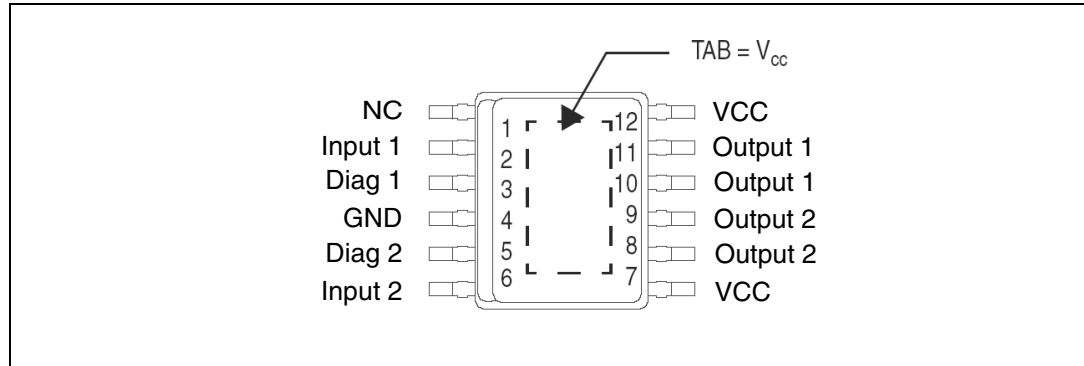 TAB = Vcc
NC 1 12 VCC
Input 1 2 11 Output 1
Diag 1 3 10 Output 1
GND 4 9 Output 2
Diag 2 5 8 Output 2
Input 2 6 7 VCC